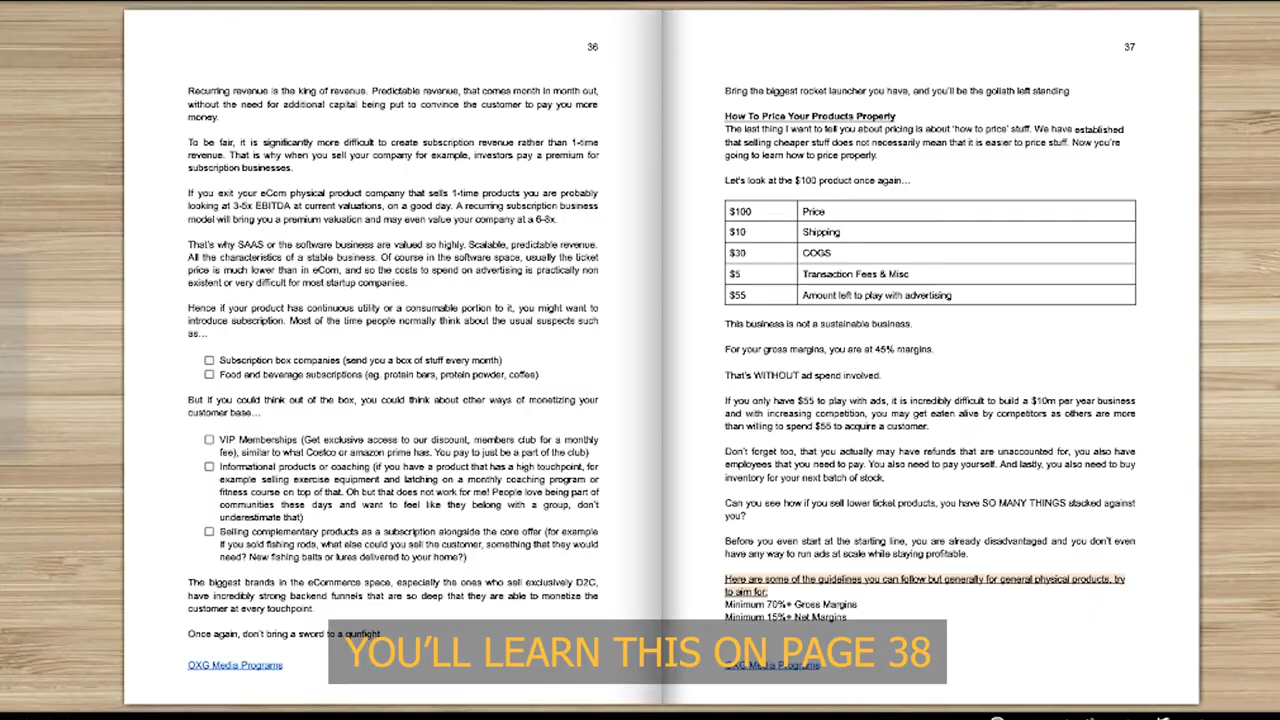 36
Recurring revenue is the king of revenue. Predictable revenue, that comes month in month out,
without the need for additional capital being put to convince the customer to pay you more
money.
To be fair, it is significantly more difficult to create subscription revenue rather than 1-time
revenue. That is why when you sell your company for example, investors pay a premium for
subscription businesses.
If you exit your eCom physical product company that sells 1-time products you are probably
looking at 3-5x EBITDA at current valuations, on a good day. A recurring subscription business
model will bring you a premium valuation and may even value your company at a 6-8x.
That's why SAAS or the software business are valued so highly. Scalable, predictable revenue.
All the characteristics of a stable business. Of course in the software space, usually the ticket
price is much lower than in eCom, and so the costs to spend on advertising is practically non
existent or very difficult for most startup companies.
Hence if your product has continuous utility or a consumable portion to it, you might want to
introduce subscription. Most of the time people normally think about the usual suspects such
as…
Subscription box companies (send you a box of stuff every month)
Food and beverage subscriptions (eg. protein bars, protein powder, coffee)
But if you could think out of the box, you could think about other ways of monetizing your
customer base…
VIP Memberships (Get exclusive access to our discount, members club for a monthly
fee), similar to what Costco or amazon prime has. You pay to just be a part of the club)
Informational products or coaching (if you have a product that has a high touchpoint, for
example selling exercise equipment and latching on a monthly coaching program or
fitness course on top of that. Oh but that does not work for me! People love being part of
communities these days and want to feel like they belong with a group, don't
underestimate that)
Selling complementary products as a subscription alongside the core offer (for example
if you sold fishing rods, what else could you sell the customer, something that they would
need? New fishing baits or lures delivered to your home?)
The biggest brands in the eCommerce space, especially the ones who sell exclusively D2C,
have incredibly strong backend funnels that are so deep that they are able to monetize the
customer at every touchpoint.
Once again, don't bring a sword to a gunfight.
OXG Media Programs
37
Bring the biggest rocket launcher you have, and you'll be the goliath left standing.
How To Price Your Products Properly
The last thing I want to tell you about pricing is about 'how to price' stuff. We have established
that selling cheaper stuff does not necessarily mean that it is easier to price stuff. Now you're
going to learn how to price properly.
Let's look at the $100 product once again…
$100 Price
$10 Shipping
$30 COGS
$5 Transaction Fees & Misc
$55 Amount left to play with advertising
This business is not a sustainable business.
For your gross margins, you are at 45% margins.
That's WITHOUT ad spend involved.
If you only have $55 to play with ads, it is incredibly difficult to build a $10m per year business
and with increasing competition, you may get eaten alive by competitors as others are more
than willing to spend $55 to acquire a customer.
Don't forget too, that you actually may have refunds that are unaccounted for, you also have
employees that you need to pay. You also need to pay yourself. And lastly, you also need to buy
inventory for your next batch of stock.
Can you see how if you sell lower ticket products, you have SO MANY THINGS stacked against
you?
Before you even start at the starting line, you are already disadvantaged and you don't even
have any way to run ads at scale while staying profitable.
Here are some of the guidelines you can follow but generally for general physical products, try
to aim for:
Minimum 70%+ Gross Margins
Minimum 15%+ Net Margins
OXG Media Programs
YOU'LL LEARN THIS ON PAGE 38